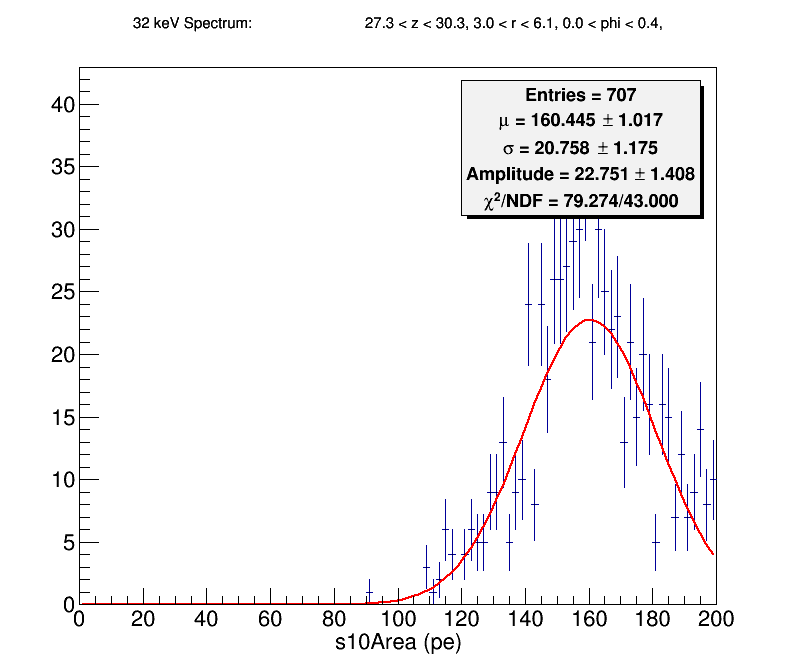 32 keV Spectrum: 27.3 < z < 30.3, 3.0 < r < 6.1, 0.0 < phi < 0.4,
Entries = 707
μ = 160.445 ± 1.017
σ = 20.758 ± 1.175
Amplitude = 22.751 ± 1.408
χ²/NDF = 79.274/43.000
40
35
30
25
20
15
10
5
0
0 20 40 60 80 100 120 140 160 180 200
s10Area (pe)